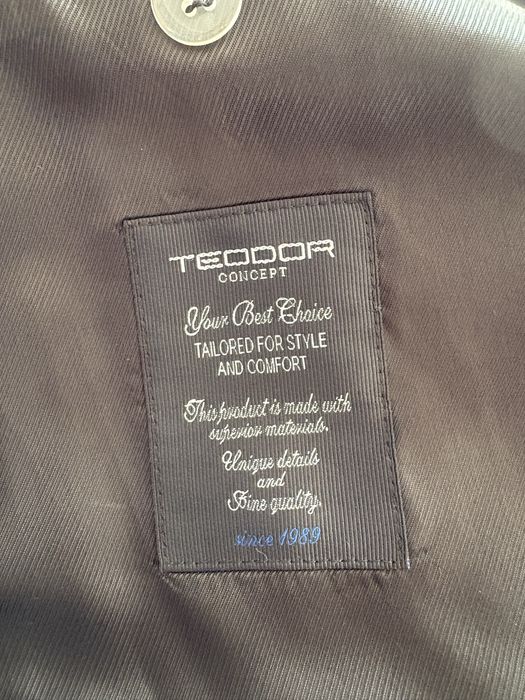 TEODOR
CONCEPT
Your Best Choice
TAILORED FOR STYLE
AND COMFORT
This product is made with
superior materials.
Unique details
and
Fine quality.
since 1989